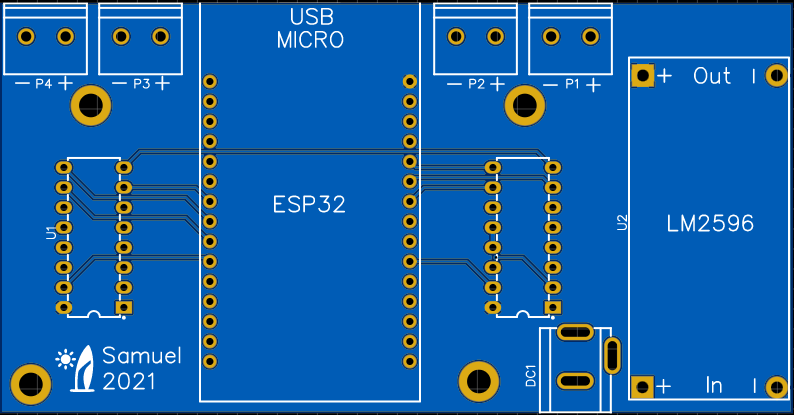 USB
MICRO
− P4 +
− P3 +
− P2 +
− P1 +
+ Out −
ESP32
U1
U2
LM2596
Samuel
2021
DC1
+ In −